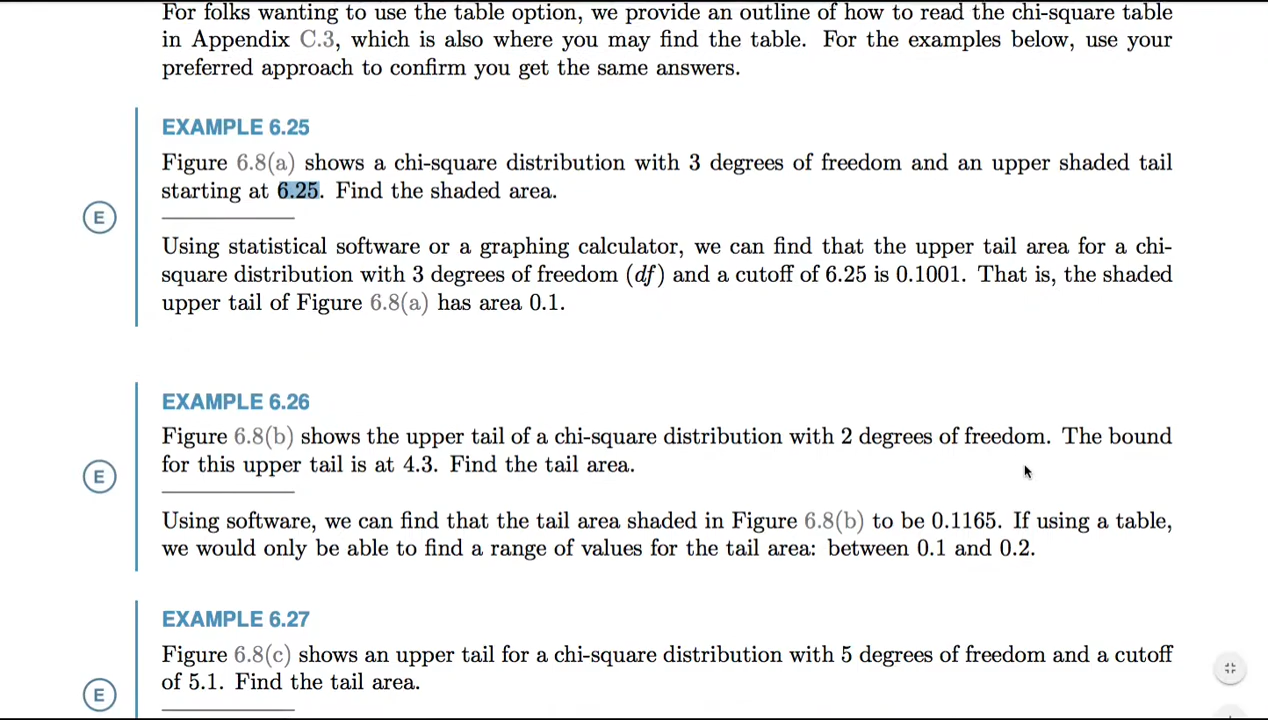 For folks wanting to use the table option, we provide an outline of how to read the chi-square table
in Appendix C.3, which is also where you may find the table. For the examples below, use your
preferred approach to confirm you get the same answers.
EXAMPLE 6.25
Figure 6.8(a) shows a chi-square distribution with 3 degrees of freedom and an upper shaded tail
starting at 6.25. Find the shaded area.
E
Using statistical software or a graphing calculator, we can find that the upper tail area for a chi-
square distribution with 3 degrees of freedom (df) and a cutoff of 6.25 is 0.1001. That is, the shaded
upper tail of Figure 6.8(a) has area 0.1.
EXAMPLE 6.26
Figure 6.8(b) shows the upper tail of a chi-square distribution with 2 degrees of freedom. The bound
for this upper tail is at 4.3. Find the tail area.
E
Using software, we can find that the tail area shaded in Figure 6.8(b) to be 0.1165. If using a table,
we would only be able to find a range of values for the tail area: between 0.1 and 0.2.
EXAMPLE 6.27
Figure 6.8(c) shows an upper tail for a chi-square distribution with 5 degrees of freedom and a cutoff
of 5.1. Find the tail area.
E